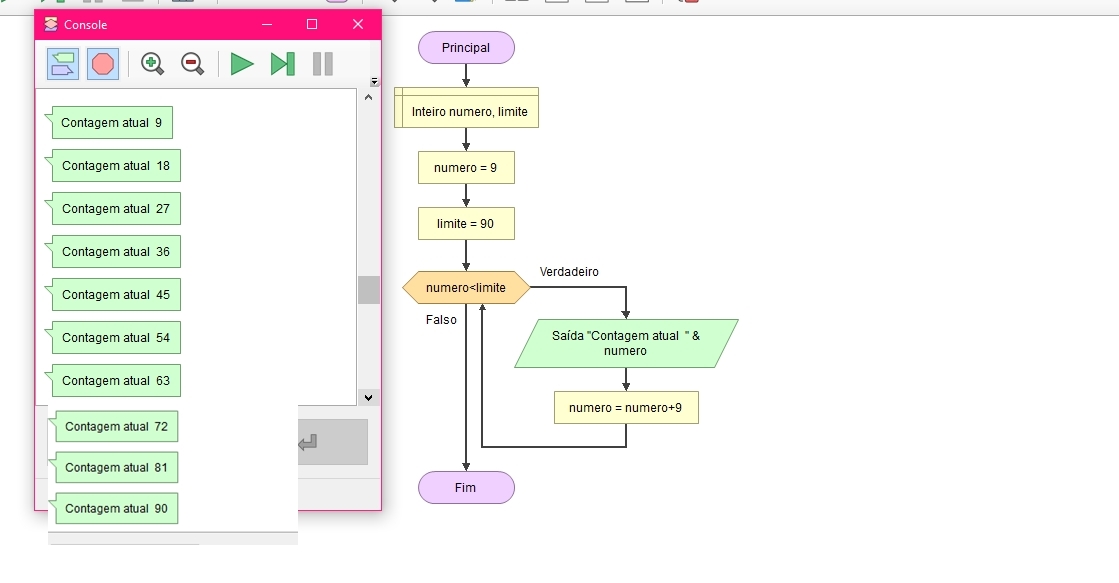 Console
Contagem atual  9
Contagem atual  18
Contagem atual  27
Contagem atual  36
Contagem atual  45
Contagem atual  54
Contagem atual  63
Contagem atual  72
Contagem atual  81
Contagem atual  90
Principal
Inteiro numero, limite
numero = 9
limite = 90
numero<limite
Verdadeiro
Falso
Saída "Contagem atual  " &
numero
numero = numero+9
Fim